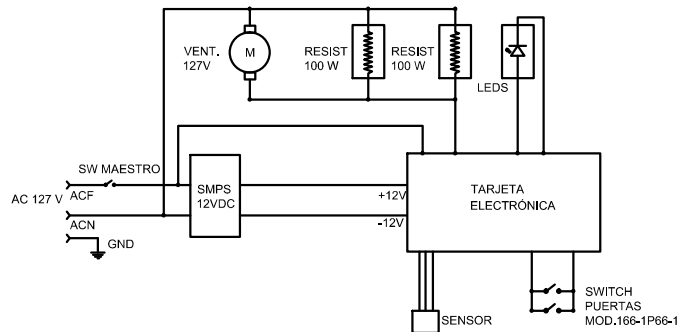 VENT.
127V
M
RESIST
100 W
RESIST
100 W
LEDS
SW MAESTRO
AC 127 V
ACF
ACN
GND
SMPS
12VDC
+12V
-12V
TARJETA
ELECTRÓNICA
SENSOR
SWITCH
PUERTAS
MOD.166-1P66-1